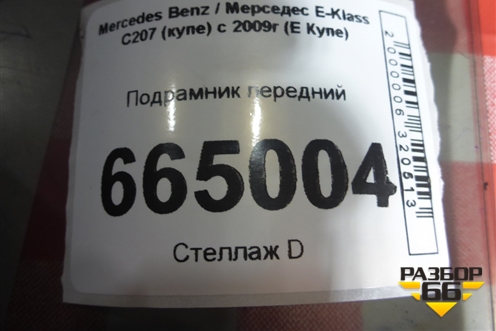 Mercedes Benz / Мерседес E-Klass
C207 (купе) с 2009г (Е Купе)
Подрамник передний
665004
Стеллаж D
2000006320513
РАЗБОР
66